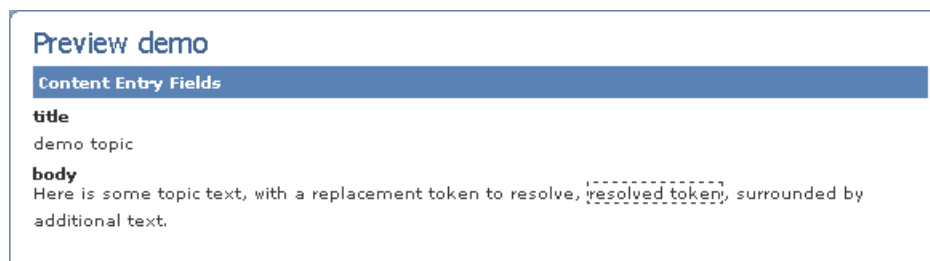 Preview demo
Content Entry Fields
title
demo topic
body
Here is some topic text, with a replacement token to resolve, resolved token, surrounded by
additional text.